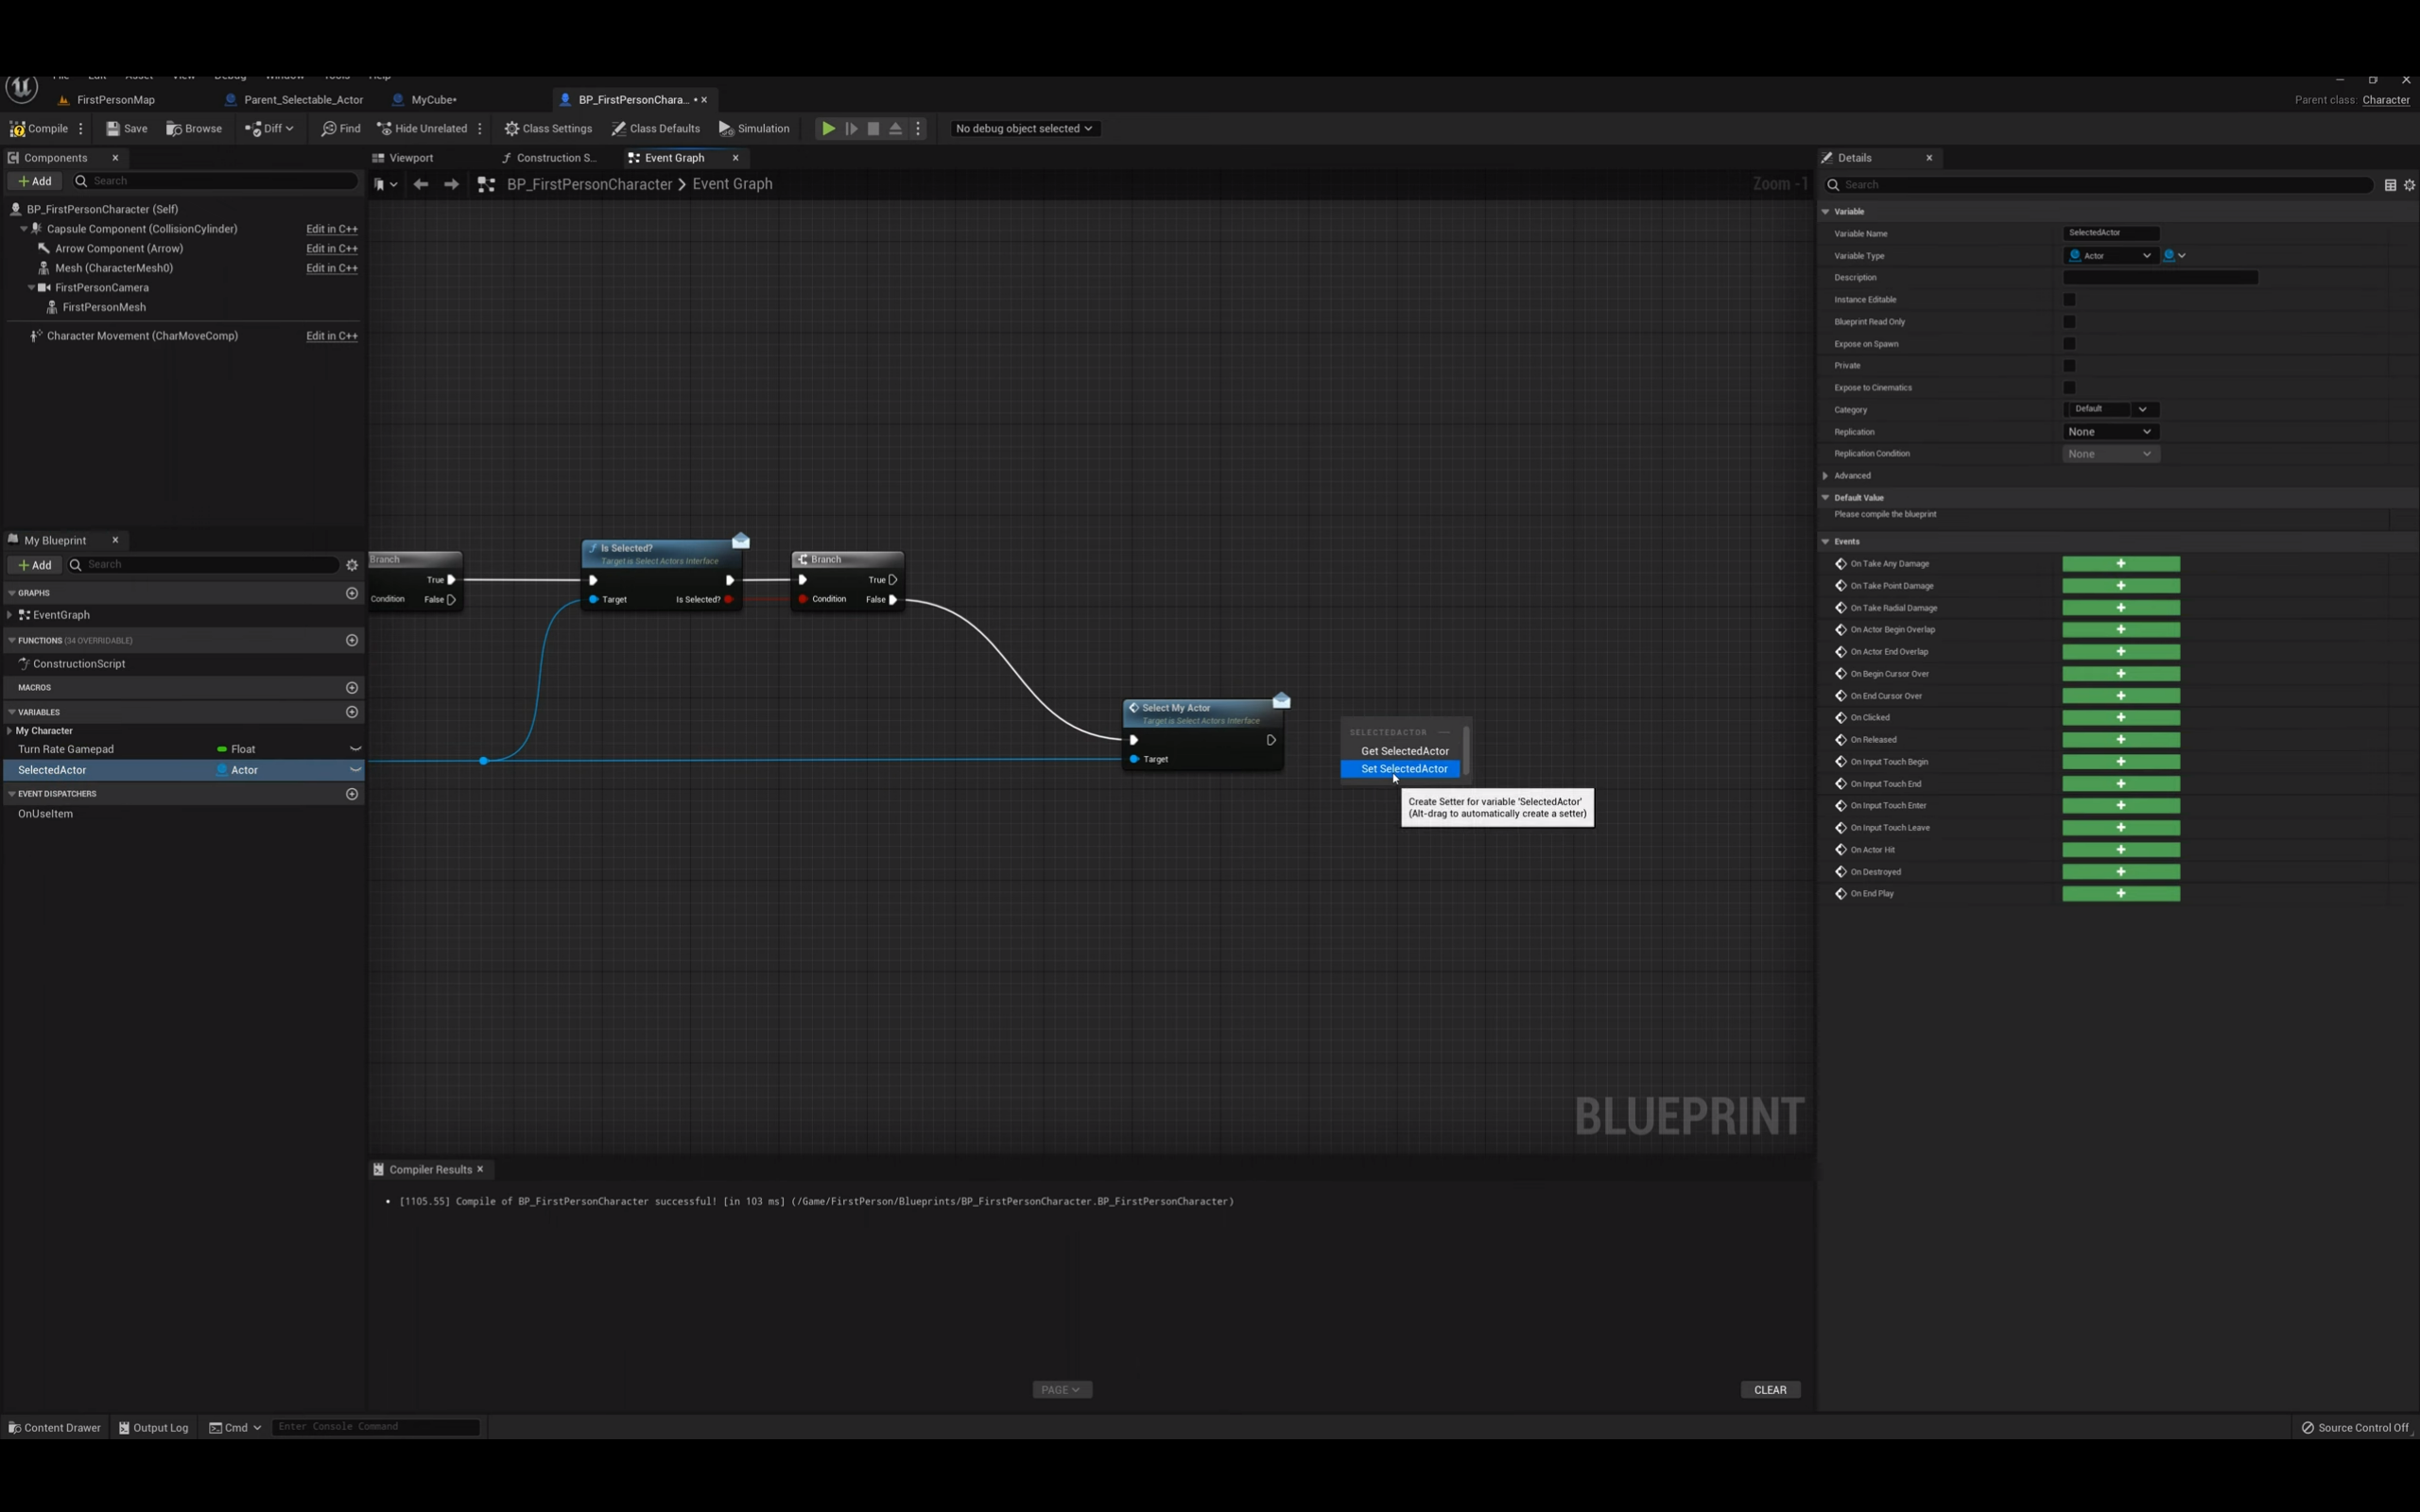 File Edit Asset View Debug Window Tools Help
FirstPersonMap
Parent_Selectable_Actor
MyCube•
BP_FirstPersonChara... •
Parent class: Character
Compile
Save
Browse
Diff
Find
Hide Unrelated
Class Settings
Class Defaults
Simulation
No debug object selected
Components
Add
Search
BP_FirstPersonCharacter (Self)
Capsule Component (CollisionCylinder) Edit in C++
Arrow Component (Arrow) Edit in C++
Mesh (CharacterMesh0) Edit in C++
FirstPersonCamera
FirstPersonMesh
Character Movement (CharMoveComp) Edit in C++
My Blueprint
Add
Search
GRAPHS
EventGraph
FUNCTIONS (34 OVERRIDABLE)
ConstructionScript
MACROS
VARIABLES
My Character
Turn Rate Gamepad Float
SelectedActor Actor
EVENT DISPATCHERS
OnUseItem
Viewport
Construction S...
Event Graph
BP_FirstPersonCharacter > Event Graph
Zoom -1
Branch
True
Condition False
Is Selected?
Target is Select Actors Interface
Target Is Selected?
Branch
True
Condition False
Select My Actor
Target is Select Actors Interface
Target
SELECTEDACTOR
Get SelectedActor
Set SelectedActor
Create Setter for variable 'SelectedActor'
(Alt-drag to automatically create a setter)
BLUEPRINT
Compiler Results
• [1105.55] Compile of BP_FirstPersonCharacter successful! [in 103 ms] (/Game/FirstPerson/Blueprints/BP_FirstPersonCharacter.BP_FirstPersonCharacter)
PAGE
CLEAR
Details
Search
Variable
Variable Name SelectedActor
Variable Type Actor
Description
Instance Editable
Blueprint Read Only
Expose on Spawn
Private
Expose to Cinematics
Category Default
Replication None
Replication Condition None
Advanced
Default Value
Please compile the blueprint
Events
On Take Any Damage
On Take Point Damage
On Take Radial Damage
On Actor Begin Overlap
On Actor End Overlap
On Begin Cursor Over
On End Cursor Over
On Clicked
On Released
On Input Touch Begin
On Input Touch End
On Input Touch Enter
On Input Touch Leave
On Actor Hit
On Destroyed
On End Play
Content Drawer
Output Log
Cmd
Enter Console Command
Source Control Off